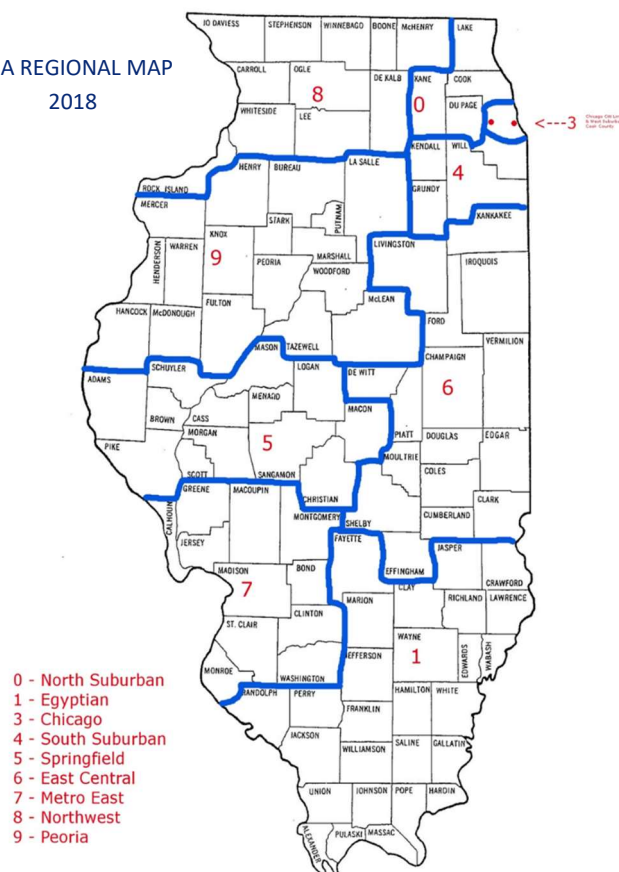 A REGIONAL MAP
2018
JO DAVIESS STEPHENSON WINNEBAGO BOONE McHENRY LAKE
CARROLL OGLE DE KALB KANE COOK
8 0 DU PAGE
WHITESIDE LEE
<---3
Chicago
& West Suburban
Cook County
KENDALL WILL
4
HENRY BUREAU LA SALLE
ROCK ISLAND GRUNDY
MERCER KANKAKEE
STARK PUTNAM
KNOX LIVINGSTON
HENDERSON WARREN 9 PEORIA MARSHALL IROQUOIS
WOODFORD
McLEAN
FULTON FORD
HANCOCK McDONOUGH
VERMILION
MASON TAZEWELL CHAMPAIGN
SCHUYLER LOGAN DE WITT
ADAMS 6
MENARD
BROWN CASS MACON
MORGAN PIATT DOUGLAS EDGAR
PIKE 5 MOULTRIE
SCOTT SANGAMON COLES
GREENE MACOUPIN CHRISTIAN CLARK
CALHOUN MONTGOMERY SHELBY CUMBERLAND
FAYETTE
JERSEY EFFINGHAM JASPER
MADISON BOND CLAY CRAWFORD
7 MARION RICHLAND LAWRENCE
CLINTON
ST. CLAIR WAYNE
1 EDWARDS WABASH
MONROE JEFFERSON
WASHINGTON
RANDOLPH PERRY HAMILTON WHITE
FRANKLIN
JACKSON
WILLIAMSON SALINE GALLATIN
UNION JOHNSON POPE HARDIN
ALEXANDER PULASKI MASSAC
0 - North Suburban
1 - Egyptian
3 - Chicago
4 - South Suburban
5 - Springfield
6 - East Central
7 - Metro East
8 - Northwest
9 - Peoria